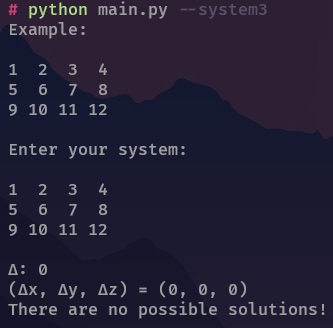 # python main.py --system3
Example:
1 2 3 4
5 6 7 8
9 10 11 12
Enter your system:
1 2 3 4
5 6 7 8
9 10 11 12
Δ: 0
(Δx, Δy, Δz) = (0, 0, 0)
There are no possible solutions!